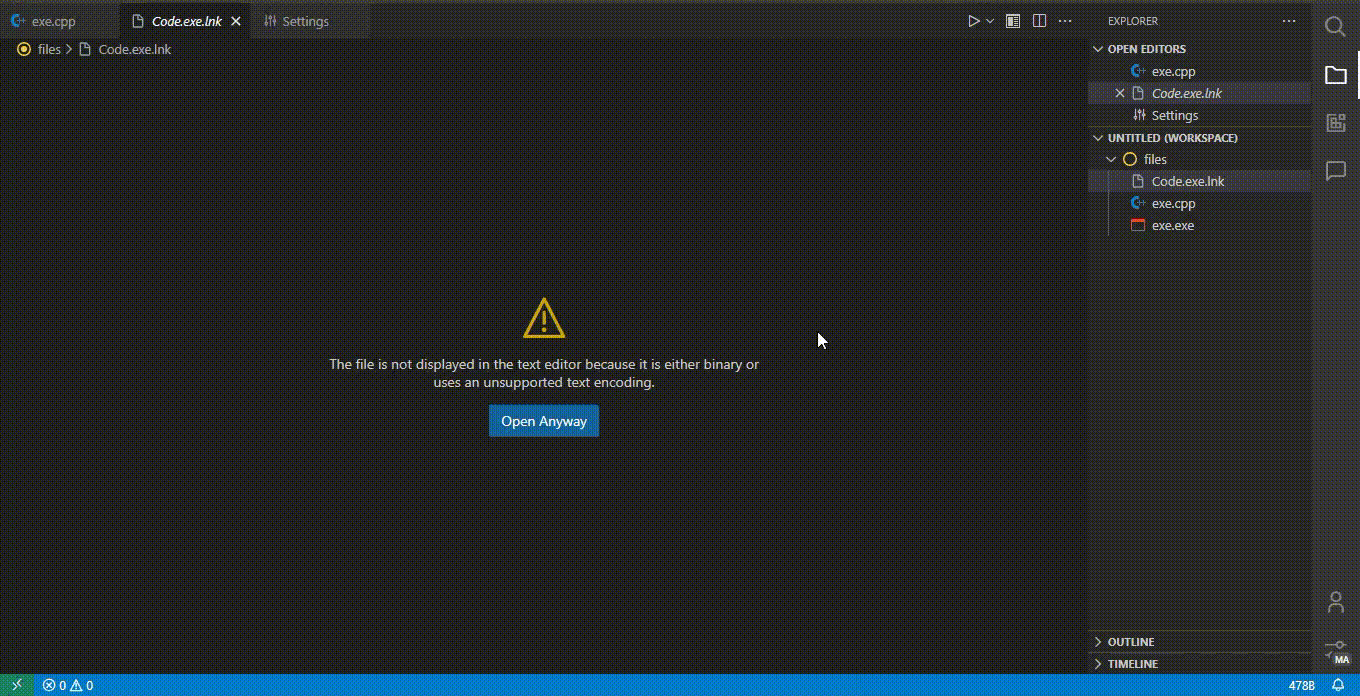 exe.cpp
Code.exe.lnk
Settings
files
Code.exe.lnk
The file is not displayed in the text editor because it is either binary or
uses an unsupported text encoding.
Open Anyway
EXPLORER
OPEN EDITORS
exe.cpp
Code.exe.lnk
Settings
UNTITLED (WORKSPACE)
files
Code.exe.lnk
exe.cpp
exe.exe
OUTLINE
TIMELINE
MA
0
0
478B